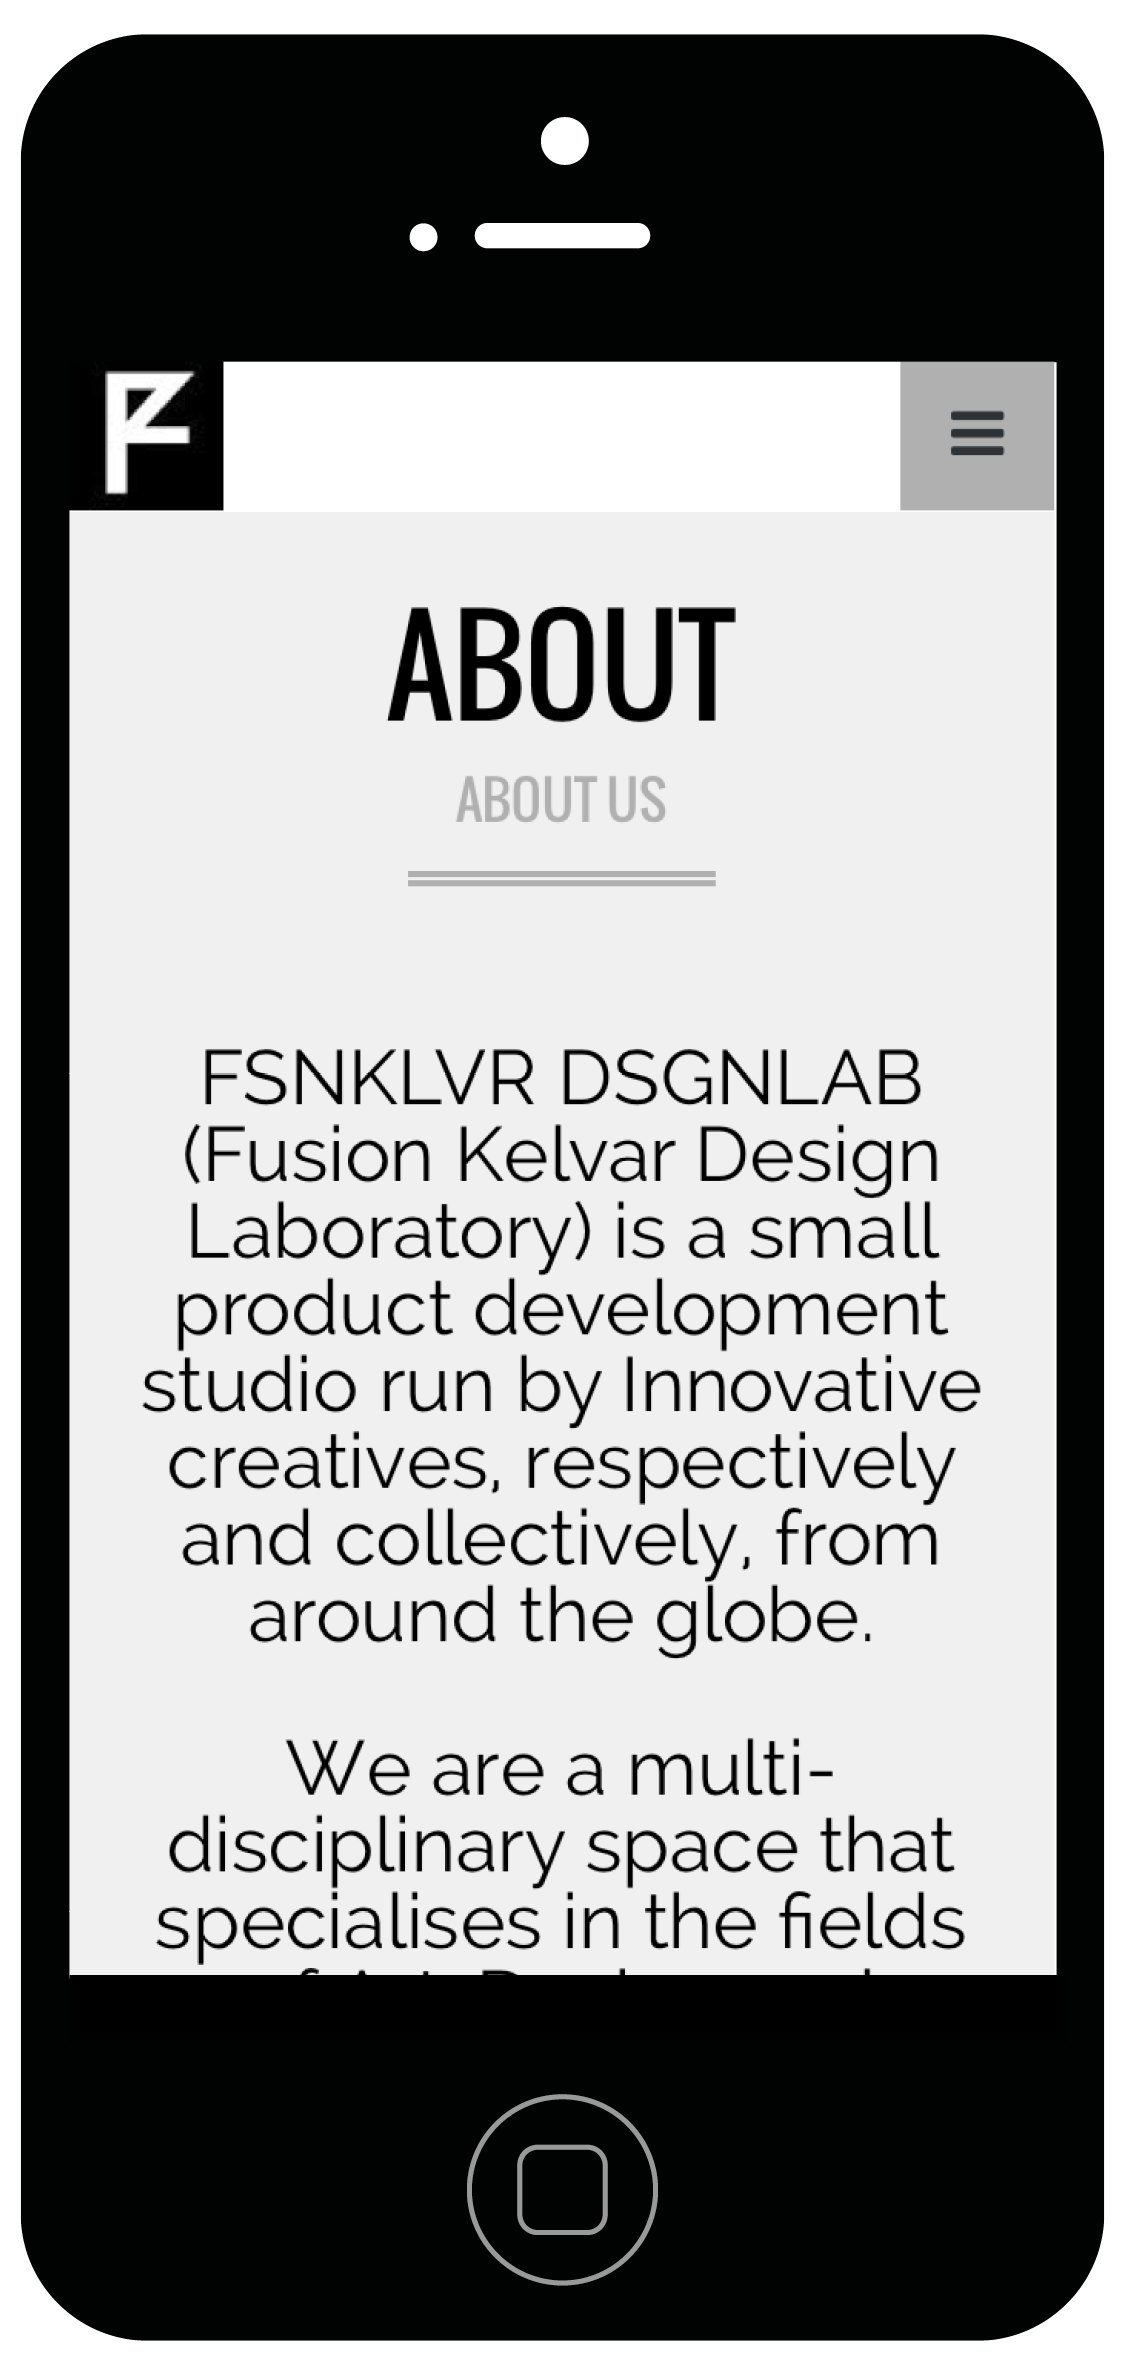 F
ABOUT
ABOUT US
FSNKLVR DSGNLAB
(Fusion Kelvar Design
Laboratory) is a small
product development
studio run by Innovative
creatives, respectively
and collectively, from
around the globe.
We are a multi-
disciplinary space that
specialises in the fields